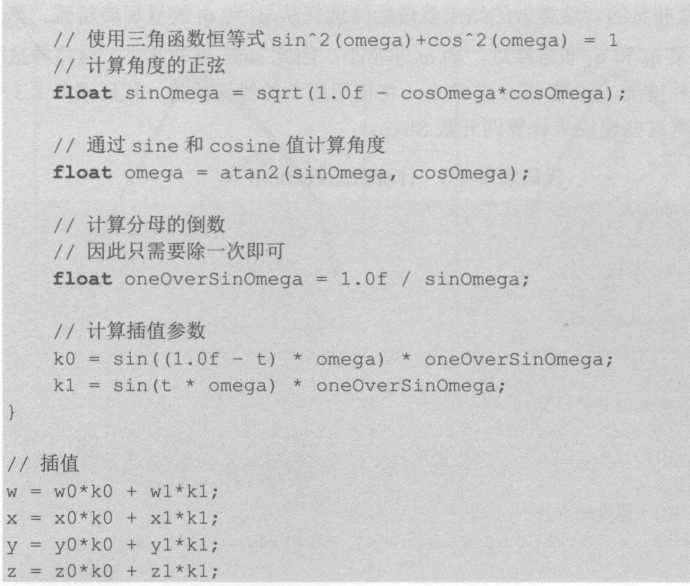 // 使用三角函数恒等式 sin^2(omega)+cos^2(omega) = 1
// 计算角度的正弦
float sinOmega = sqrt(1.0f - cosOmega*cosOmega);
// 通过 sine 和 cosine 值计算角度
float omega = atan2(sinOmega, cosOmega);
// 计算分母的倒数
// 因此只需要除一次即可
float oneOverSinOmega = 1.0f / sinOmega;
// 计算插值参数
k0 = sin((1.0f - t) * omega) * oneOverSinOmega;
k1 = sin(t * omega) * oneOverSinOmega;
}
// 插值
w = w0*k0 + w1*k1;
x = x0*k0 + x1*k1;
y = y0*k0 + y1*k1;
z = z0*k0 + z1*k1;